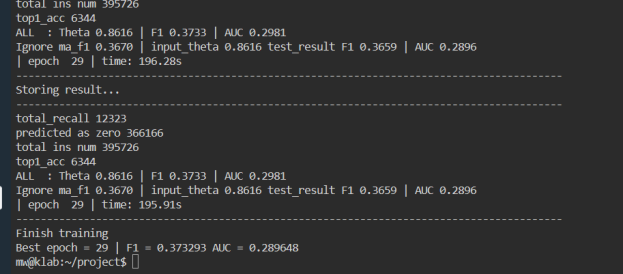 total ins num 395726
top1_acc 6344
ALL  : Theta 0.8616 | F1 0.3733 | AUC 0.2981
Ignore ma_f1 0.3670 | input_theta 0.8616 test_result F1 0.3659 | AUC 0.2896
| epoch  29 | time: 196.28s
-----------------------------------------------------------------------------------------
Storing result...
-----------------------------------------------------------------------------------------
total_recall 12323
predicted as zero 366166
total ins num 395726
top1_acc 6344
ALL  : Theta 0.8616 | F1 0.3733 | AUC 0.2981
Ignore ma_f1 0.3670 | input_theta 0.8616 test_result F1 0.3659 | AUC 0.2896
| epoch  29 | time: 195.91s
-----------------------------------------------------------------------------------------
Finish training
Best epoch = 29 | F1 = 0.373293 AUC = 0.289648
mw@klab:~/project$